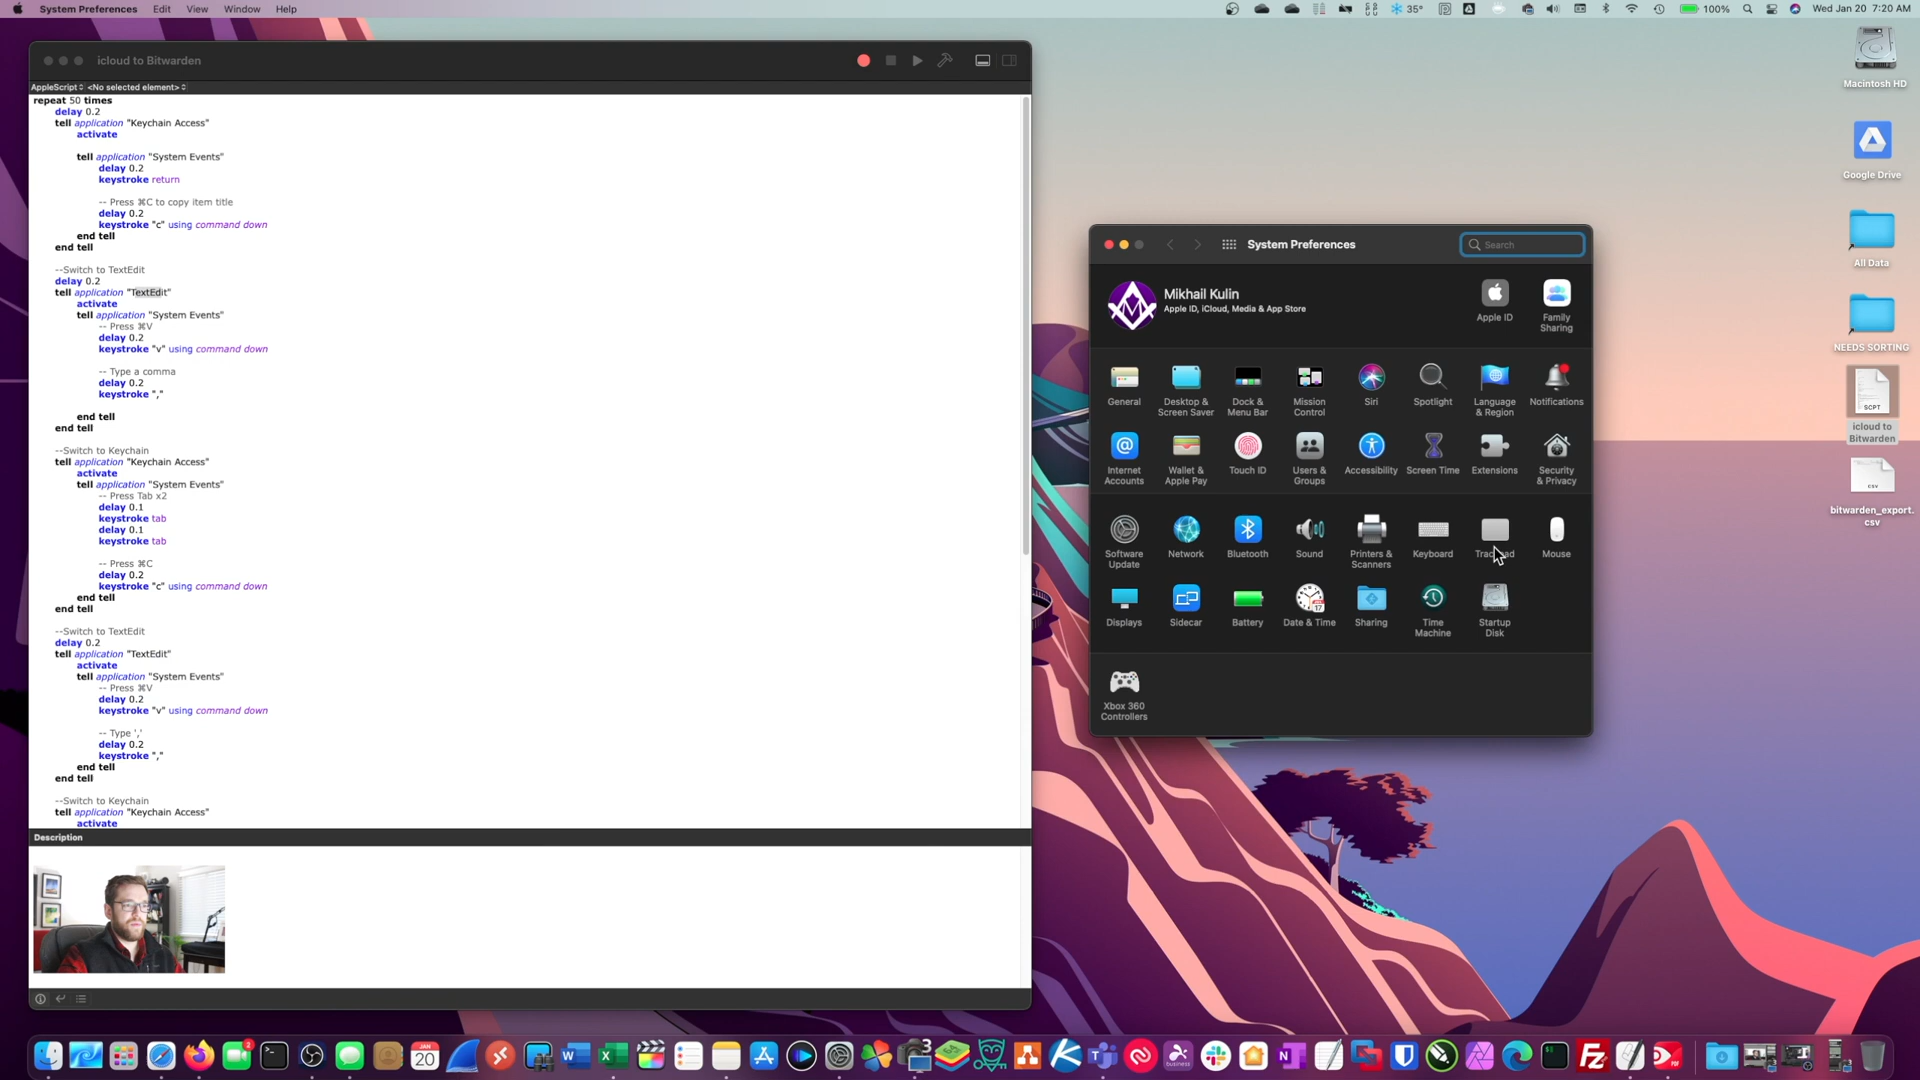 System Preferences Edit View Window Help
35° 100% Wed Jan 20 7:20 AM
icloud to Bitwarden
AppleScript <No selected element>
repeat 50 times
delay 0.2
tell application "Keychain Access"
activate
tell application "System Events"
delay 0.2
keystroke return
-- Press ⌘C to copy item title
delay 0.2
keystroke "c" using command down
end tell
end tell
--Switch to TextEdit
delay 0.2
tell application "TextEdit"
activate
tell application "System Events"
-- Press ⌘V
delay 0.2
keystroke "v" using command down
-- Type a comma
delay 0.2
keystroke ","
end tell
end tell
--Switch to Keychain
tell application "Keychain Access"
activate
tell application "System Events"
-- Press Tab x2
delay 0.1
keystroke tab
delay 0.1
keystroke tab
-- Press ⌘C
delay 0.2
keystroke "c" using command down
end tell
end tell
--Switch to TextEdit
delay 0.2
tell application "TextEdit"
activate
tell application "System Events"
-- Press ⌘V
delay 0.2
keystroke "v" using command down
-- Type ','
delay 0.2
keystroke ","
end tell
end tell
--Switch to Keychain
tell application "Keychain Access"
activate
Description
System Preferences
Search
Mikhail Kulin
Apple ID, iCloud, Media & App Store
Apple ID
Family
Sharing
General
Desktop &
Screen Saver
Dock &
Menu Bar
Mission
Control
Siri
Spotlight
Language
& Region
Notifications
Internet
Accounts
Wallet &
Apple Pay
Touch ID
Users &
Groups
Accessibility
Screen Time
Extensions
Security
& Privacy
Software
Update
Network
Bluetooth
Sound
Printers &
Scanners
Keyboard
Trackpad
Mouse
Displays
Sidecar
Battery
Date & Time
Sharing
Time
Machine
Startup
Disk
Xbox 360
Controllers
Macintosh HD
Google Drive
All Data
NEEDS SORTING
SCPT
icloud to
Bitwarden
csv
bitwarden_export.
csv
JAN
20
2
3